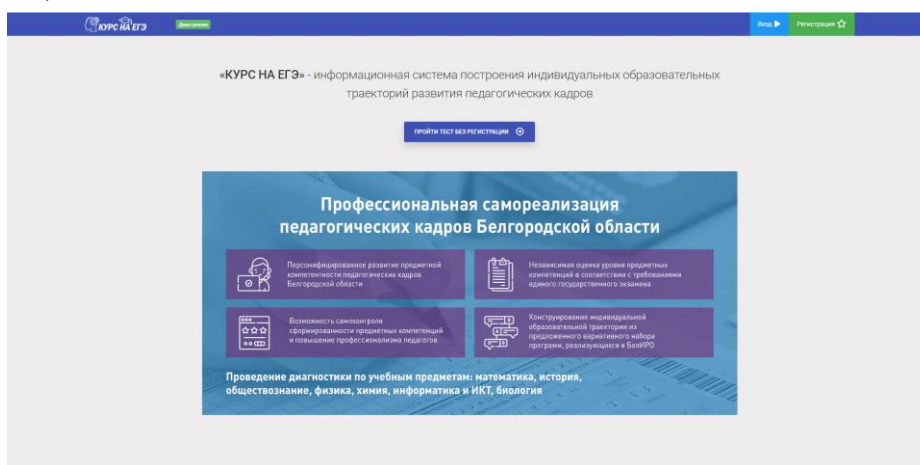 КУРС НА ЕГЭ
Демо режим
Вход
Регистрация
«КУРС НА ЕГЭ» - информационная система построения индивидуальных образовательных
траекторий развития педагогических кадров
ПРОЙТИ ТЕСТ БЕЗ РЕГИСТРАЦИИ
Профессиональная самореализация
педагогических кадров Белгородской области
Персонифицированное развитие предметной
компетентности педагогических кадров
Белгородской области
Независимая оценка уровня предметных
компетенций в соответствии с требованиями
единого государственного экзамена
Возможность самоконтроля
сформированности предметных компетенций
и повышение профессионализма педагогов
Конструирование индивидуальной
образовательной траектории из
предложенного вариативного набора
программ, реализующихся в БелИРО
Проведение диагностики по учебным предметам: математика, история,
обществознание, физика, химия, информатика и ИКТ, биология